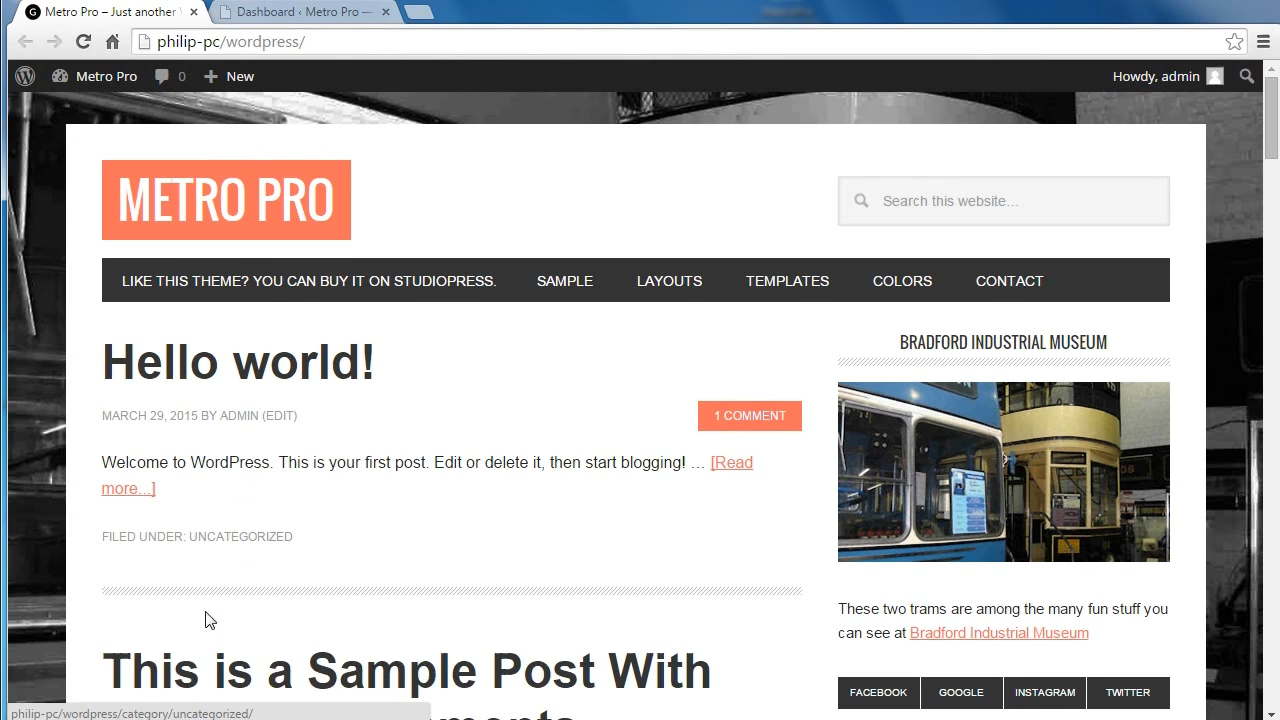 Metro Pro – Just another
Dashboard ‹ Metro Pro —
philip-pc/wordpress/
Metro Pro
0
New
Howdy, admin
METRO PRO
Search this website…
LIKE THIS THEME? YOU CAN BUY IT ON STUDIOPRESS.
SAMPLE
LAYOUTS
TEMPLATES
COLORS
CONTACT
Hello world!
MARCH 29, 2015 BY ADMIN (EDIT)
1 COMMENT
Welcome to WordPress. This is your first post. Edit or delete it, then start blogging! … [Read
more...]
FILED UNDER: UNCATEGORIZED
This is a Sample Post With
BRADFORD INDUSTRIAL MUSEUM
These two trams are among the many fun stuff you
can see at Bradford Industrial Museum
FACEBOOK
GOOGLE
INSTAGRAM
TWITTER
philip-pc/wordpress/category/uncategorized/